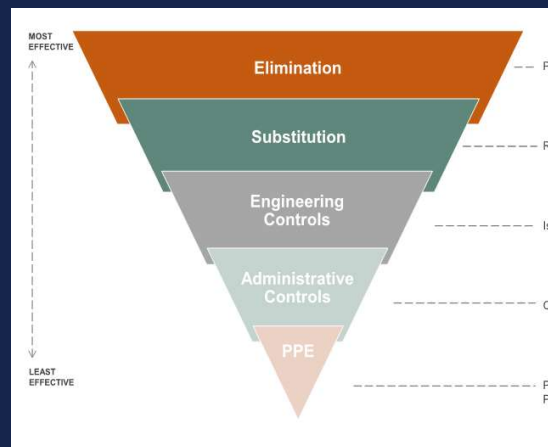 MOST
EFFECTIVE
Elimination
Substitution
Engineering
Controls
Administrative
Controls
PPE
LEAST
EFFECTIVE